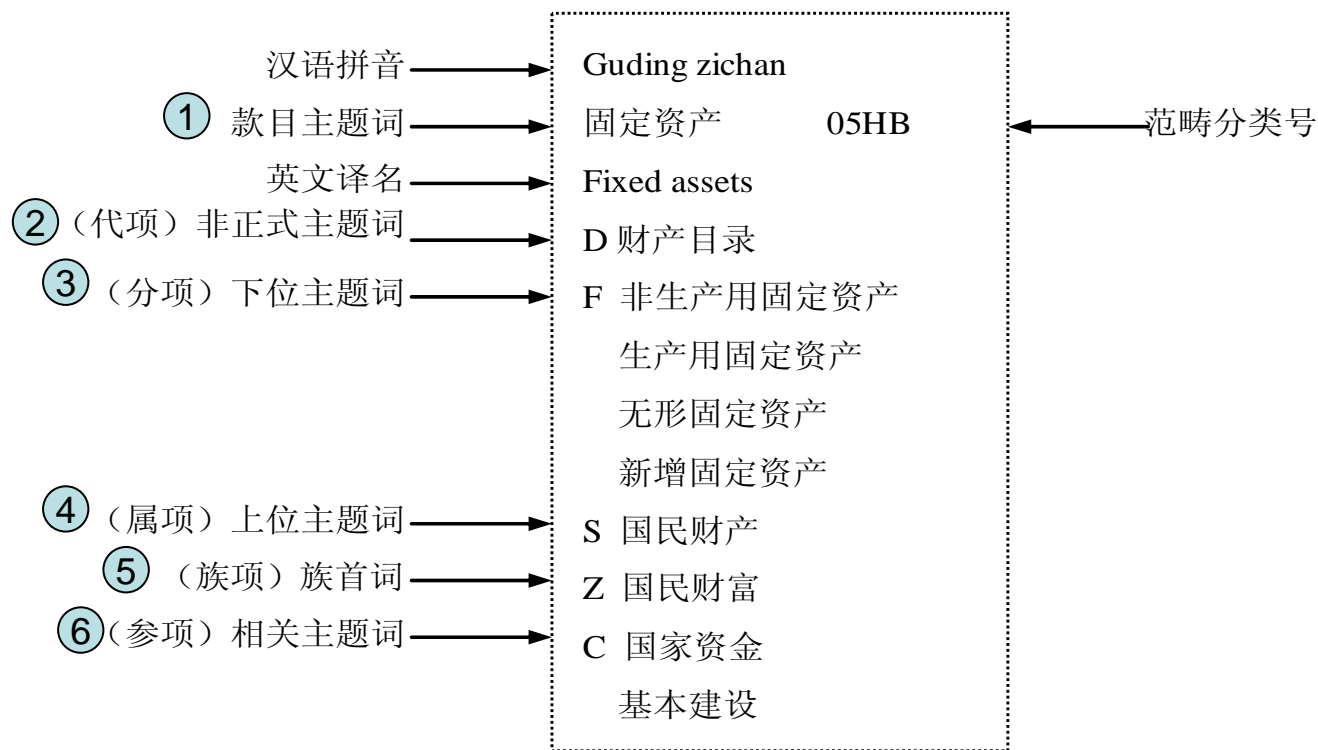 汉语拼音 Guding zichan
① 款目主题词 固定资产 05HB 范畴分类号
英文译名 Fixed assets
② （代项）非正式主题词 D 财产目录
③ （分项）下位主题词 F 非生产用固定资产
生产用固定资产
无形固定资产
新增固定资产
④ （属项）上位主题词 S 国民财产
⑤ （族项）族首词 Z 国民财富
⑥ （参项）相关主题词 C 国家资金
基本建设